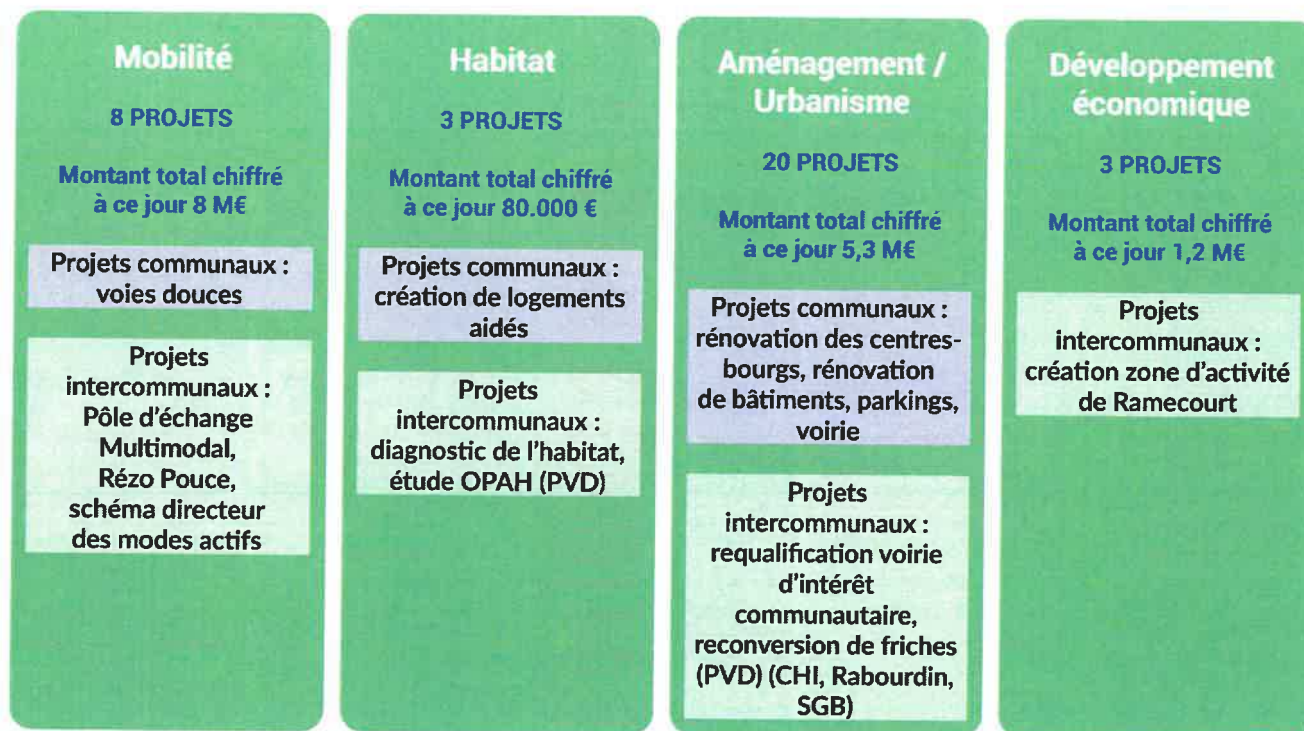 Mobilité
8 PROJETS
Montant total chiffré
à ce jour 8 M€
Projets communaux :
voies douces
Projets
intercommunaux :
Pôle d'échange
Multimodal,
Rézo Pouce,
schéma directeur
des modes actifs
Habitat
3 PROJETS
Montant total chiffré
à ce jour 80.000 €
Projets communaux :
création de logements
aidés
Projets
intercommunaux :
diagnostic de l'habitat,
étude OPAH (PVD)
Aménagement /
Urbanisme
20 PROJETS
Montant total chiffré
à ce jour 5,3 M€
Projets communaux :
rénovation des centres-
bourgs, rénovation
de bâtiments, parkings,
voirie
Projets
intercommunaux :
requalification voirie
d'intérêt
communautaire,
reconversion de friches
(PVD) (CHI, Rabourdin,
SGB)
Développement
économique
3 PROJETS
Montant total chiffré
à ce jour 1,2 M€
Projets
intercommunaux :
création zone d'activité
de Ramecourt